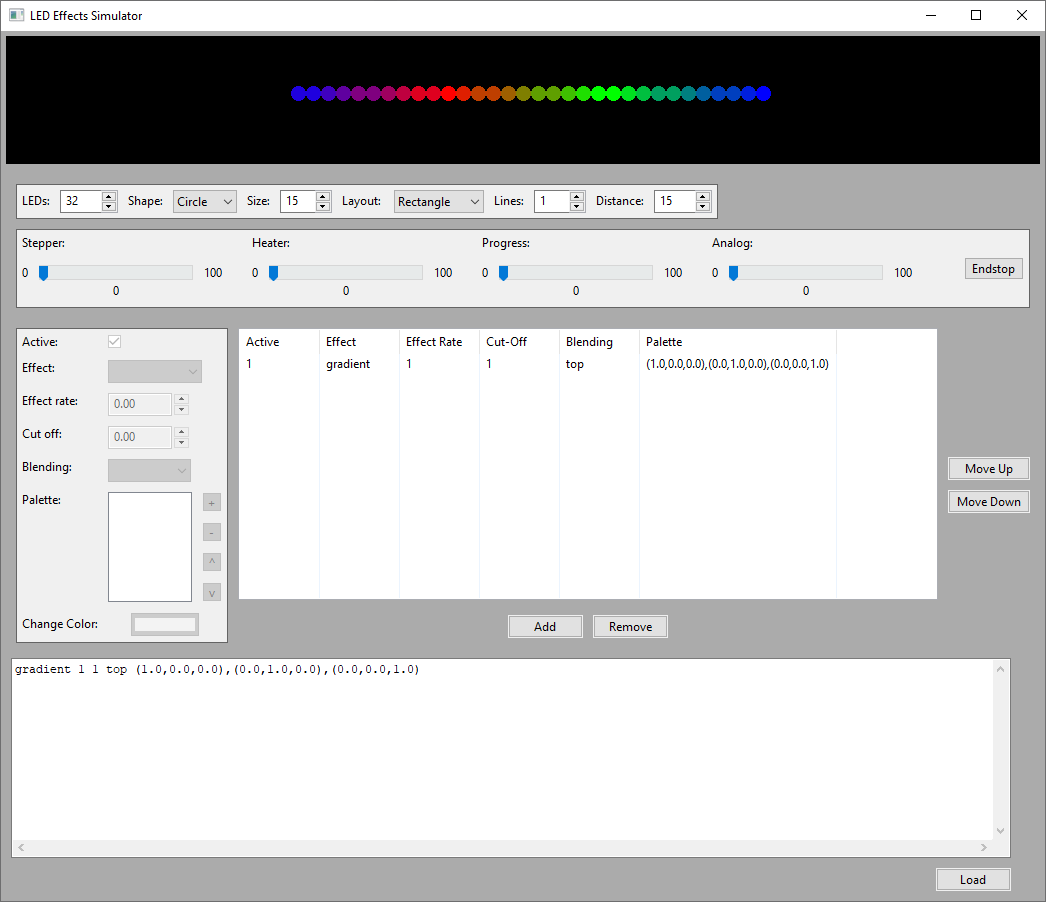 LED Effects Simulator
LEDs: 32 Shape: Circle Size: 15 Layout: Rectangle Lines: 1 Distance: 15
Stepper: Heater: Progress: Analog:
0 100 0 100 0 100 0 100 Endstop
0 0 0 0
Active:
Effect:
Effect rate: 0.00
Cut off: 0.00
Blending:
Palette:
+
-
^
v
Change Color:
Active Effect Effect Rate Cut-Off Blending Palette
1 gradient 1 1 top (1.0,0.0,0.0),(0.0,1.0,0.0),(0.0,0.0,1.0)
Move Up
Move Down
Add Remove
gradient 1 1 top (1.0,0.0,0.0),(0.0,1.0,0.0),(0.0,0.0,1.0)
Load